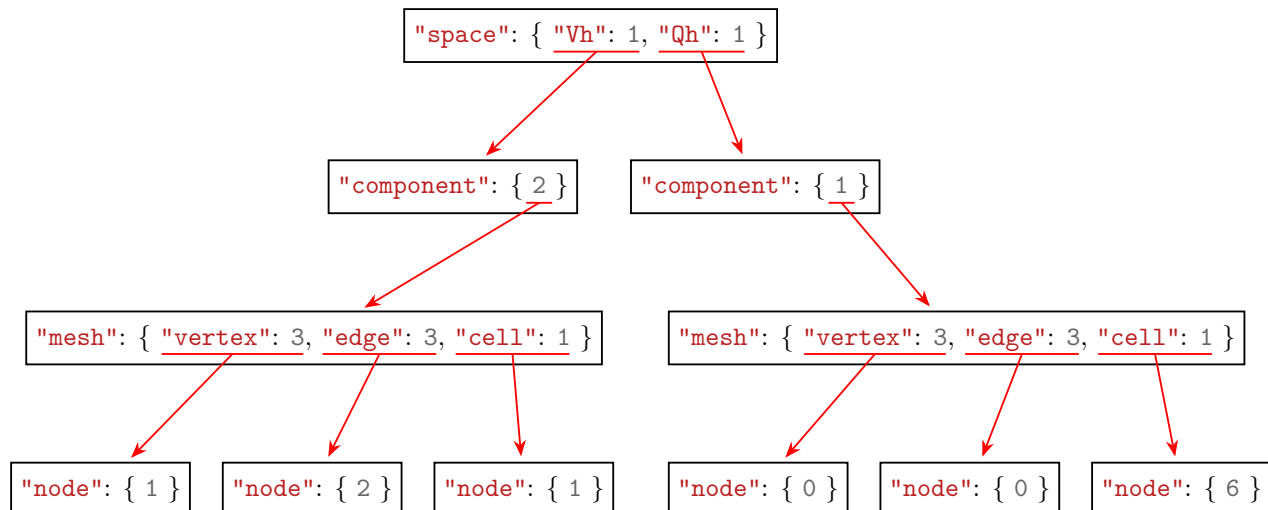 "space": { "Vh": 1, "Qh": 1 }
"component": { 2 }
"component": { 1 }
"mesh": { "vertex": 3, "edge": 3, "cell": 1 }
"mesh": { "vertex": 3, "edge": 3, "cell": 1 }
"node": { 1 }
"node": { 2 }
"node": { 1 }
"node": { 0 }
"node": { 0 }
"node": { 6 }